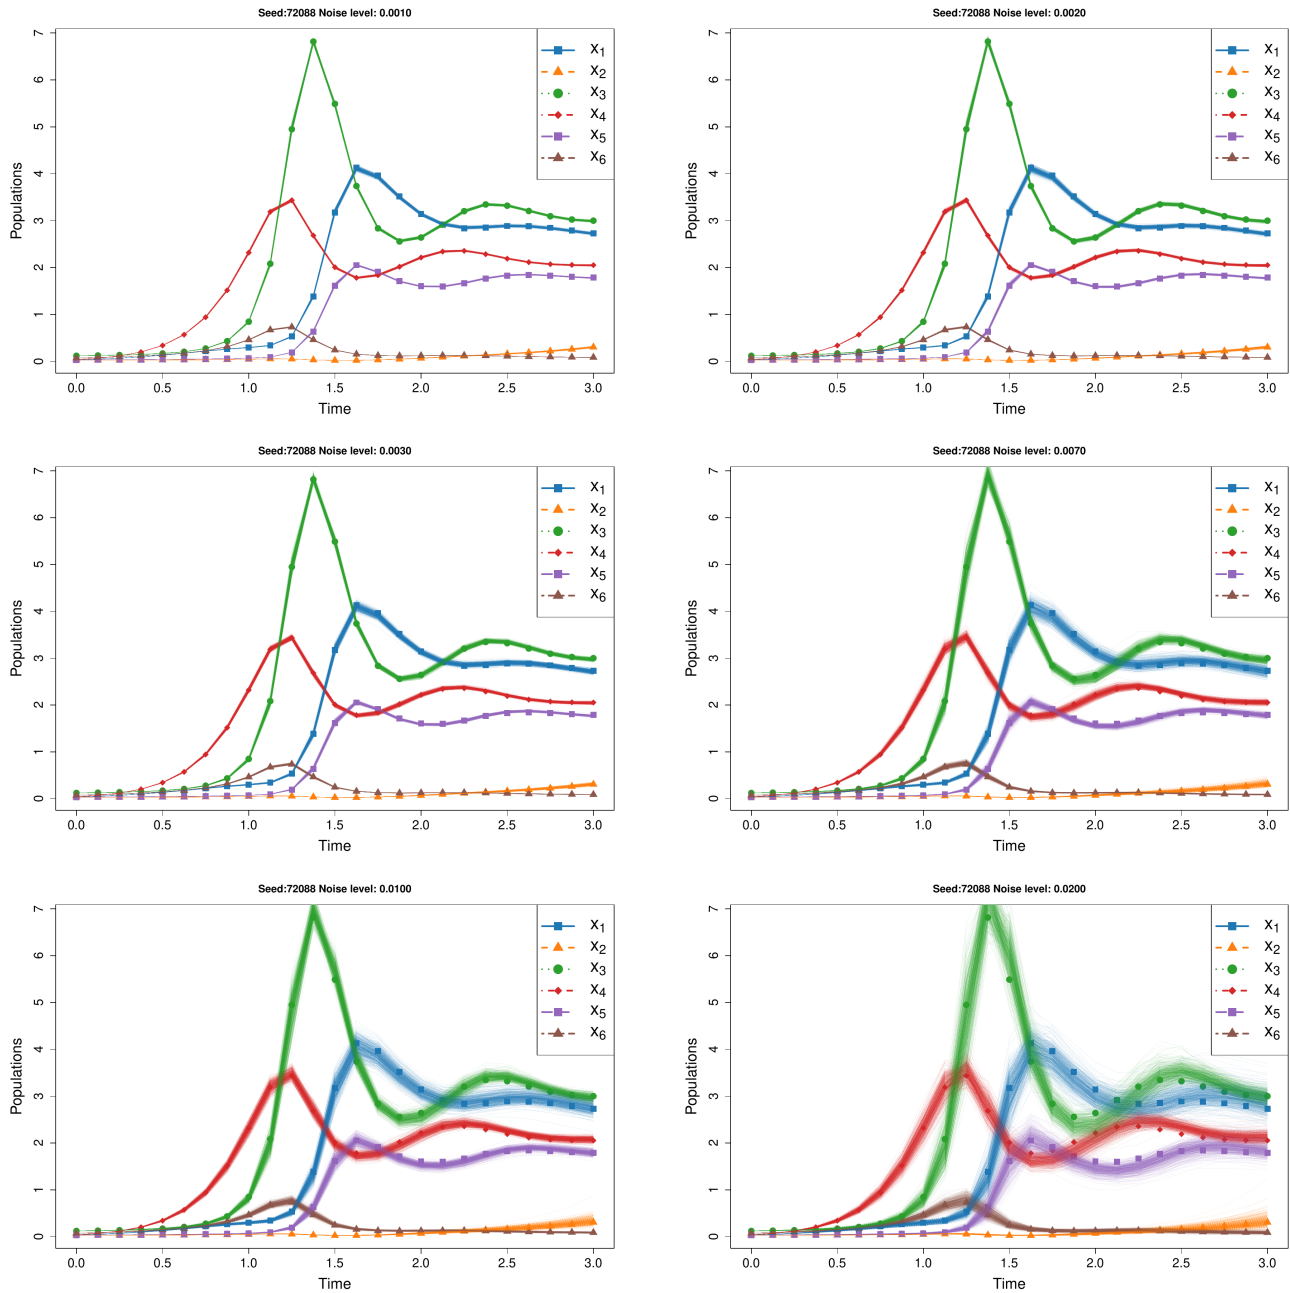 Seed:72088 Noise level: 0.0010
Populations
7
6
5
4
3
2
1
0
x1
x2
x3
x4
x5
x6
0.0 0.5 1.0 1.5 2.0 2.5 3.0
Time
Seed:72088 Noise level: 0.0020
Populations
7
6
5
4
3
2
1
0
x1
x2
x3
x4
x5
x6
0.0 0.5 1.0 1.5 2.0 2.5 3.0
Time
Seed:72088 Noise level: 0.0030
Populations
7
6
5
4
3
2
1
0
x1
x2
x3
x4
x5
x6
0.0 0.5 1.0 1.5 2.0 2.5 3.0
Time
Seed:72088 Noise level: 0.0070
Populations
7
6
5
4
3
2
1
0
x1
x2
x3
x4
x5
x6
0.0 0.5 1.0 1.5 2.0 2.5 3.0
Time
Seed:72088 Noise level: 0.0100
Populations
7
6
5
4
3
2
1
0
x1
x2
x3
x4
x5
x6
0.0 0.5 1.0 1.5 2.0 2.5 3.0
Time
Seed:72088 Noise level: 0.0200
Populations
7
6
5
4
3
2
1
0
x1
x2
x3
x4
x5
x6
0.0 0.5 1.0 1.5 2.0 2.5 3.0
Time